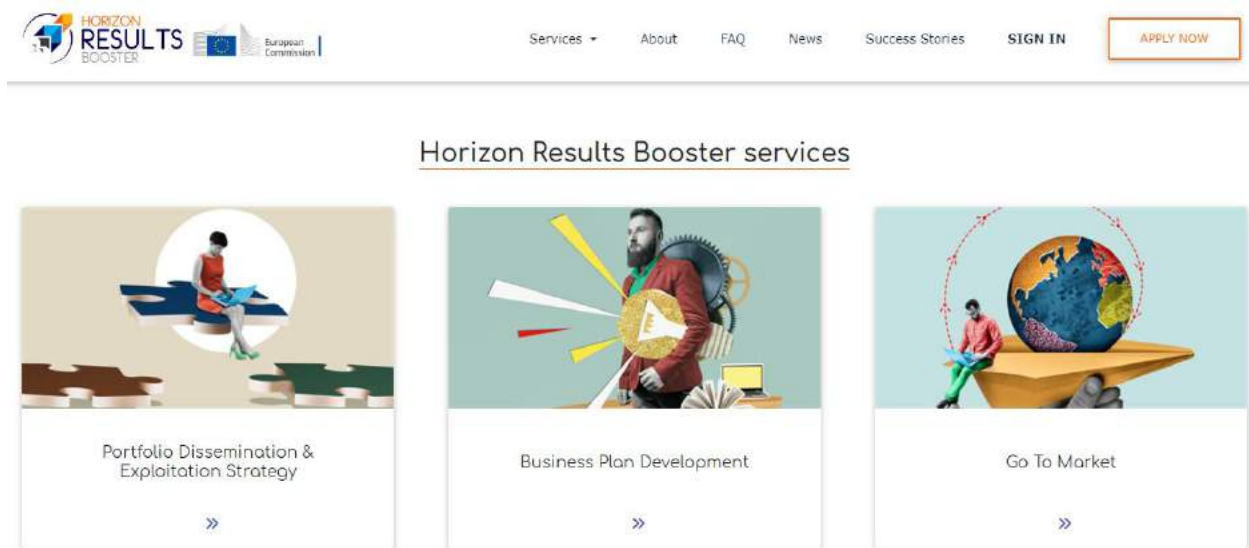 HORIZON
RESULTS
BOOSTER
European
Commission
Services
About
FAQ
News
Success Stories
SIGN IN
APPLY NOW
Horizon Results Booster services
Portfolio Dissemination &
Exploitation Strategy
Business Plan Development
Go To Market
»
»
»